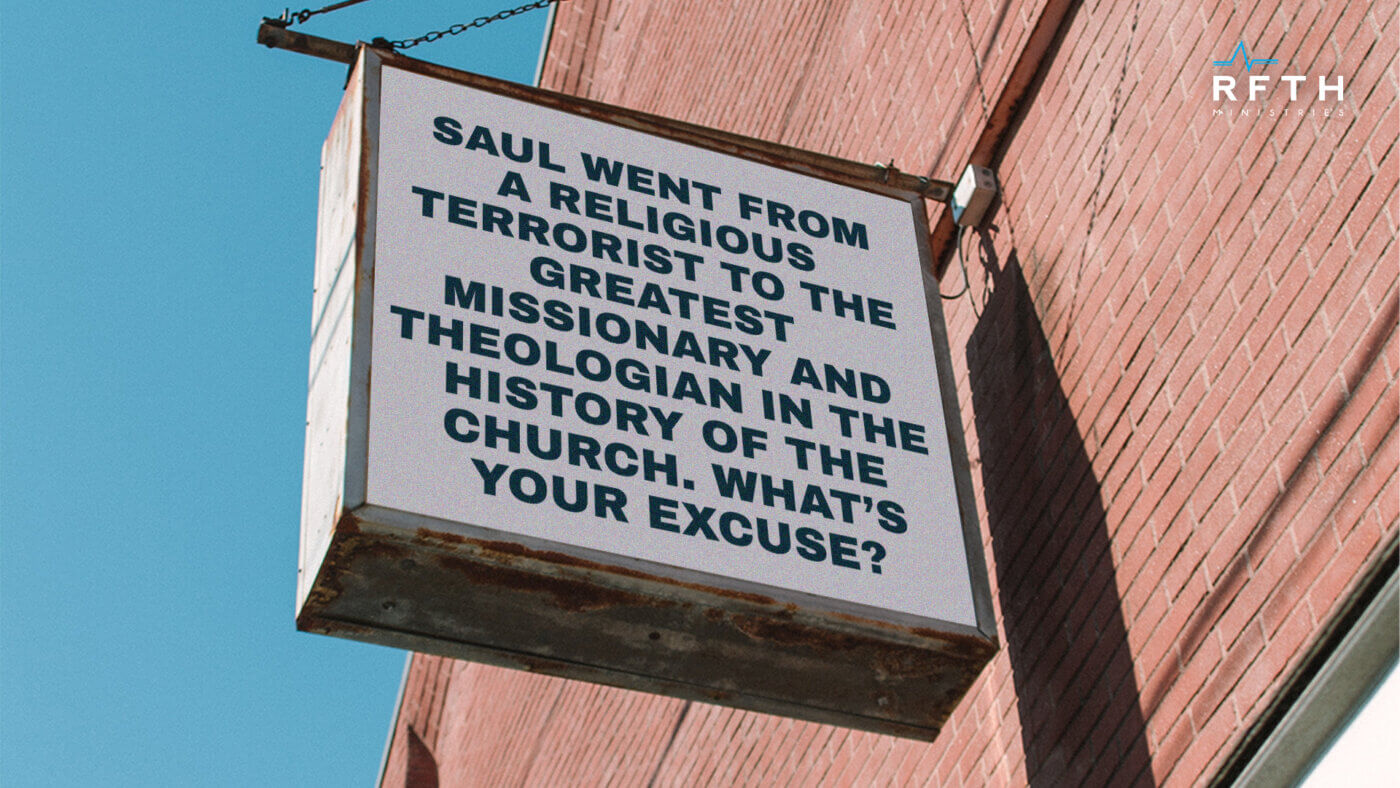 RFTH
MINISTRIES
SAUL WENT FROM
A RELIGIOUS
TERRORIST TO THE
GREATEST
MISSIONARY AND
THEOLOGIAN IN THE
HISTORY OF THE
CHURCH. WHAT'S
YOUR EXCUSE?